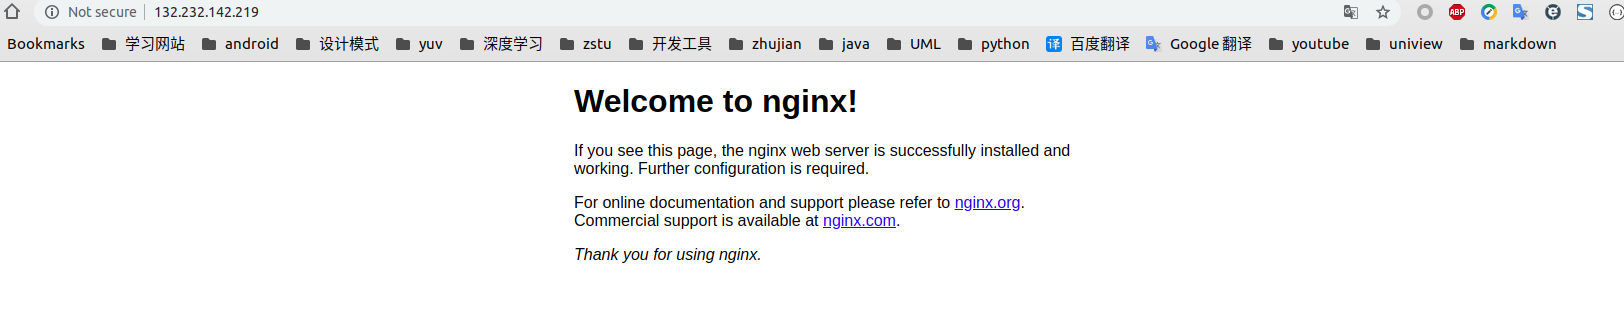 Not secure 132.232.142.219
Bookmarks 学习网站 android 设计模式 yuv 深度学习 zstu 开发工具 zhujian java UML python 译 百度翻译 Google 翻译 youtube uniview markdown
Welcome to nginx!
If you see this page, the nginx web server is successfully installed and
working. Further configuration is required.
For online documentation and support please refer to nginx.org.
Commercial support is available at nginx.com.
Thank you for using nginx.